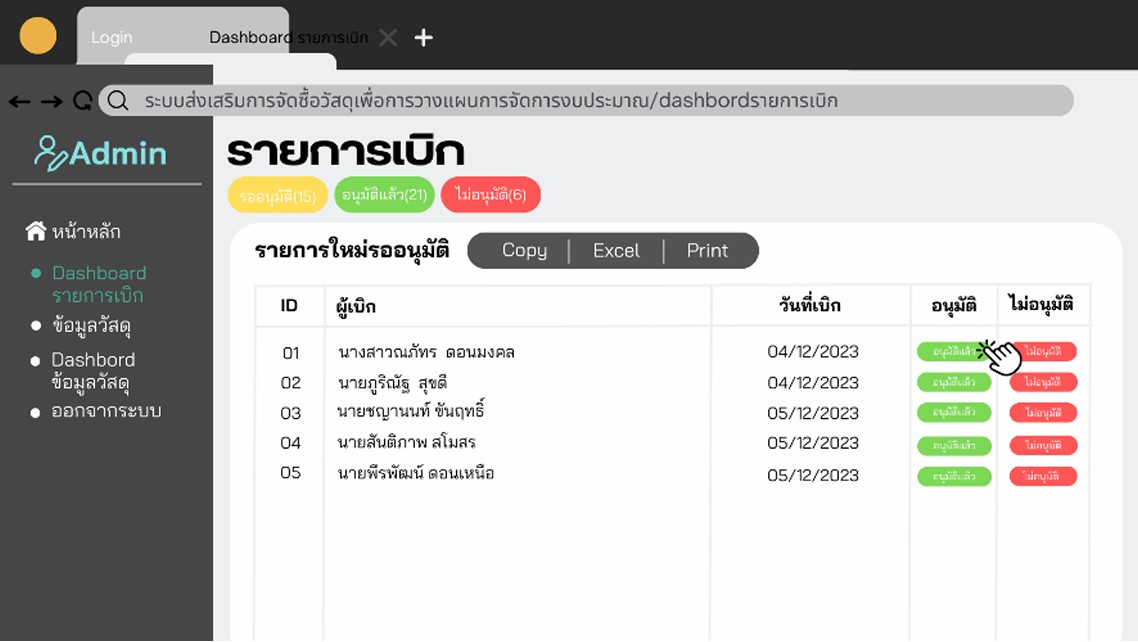 Login
Dashboard รายการเบิก
ระบบส่งเสริมการจัดซื้อวัสดุเพื่อการวางแผนการจัดการงบประมาณ/dashbordรายการเบิก
Admin
หน้าหลัก
Dashboard
รายการเบิก
ข้อมูลวัสดุ
Dashbord
ข้อมูลวัสดุ
ออกจากระบบ
รายการเบิก
รออนุมัติ(15) อนุมัติแล้ว(21) ไม่อนุมัติ(6)
รายการใหม่รออนุมัติ Copy Excel Print
ID ผู้เบิก วันที่เบิก อนุมัติ ไม่อนุมัติ
01 นางสาวณภัทร ดอนมงคล 04/12/2023 อนุมัติแล้ว ไม่อนุมัติ
02 นายภูริณัฐ สุขดี 04/12/2023 อนุมัติแล้ว ไม่อนุมัติ
03 นายชญานนท์ ขันฤทธิ์ 05/12/2023 อนุมัติแล้ว ไม่อนุมัติ
04 นายสันติภาพ สโมสร 05/12/2023 อนุมัติแล้ว ไม่อนุมัติ
05 นายพีรพัฒน์ ดอนเหนือ 05/12/2023 อนุมัติแล้ว ไม่อนุมัติ